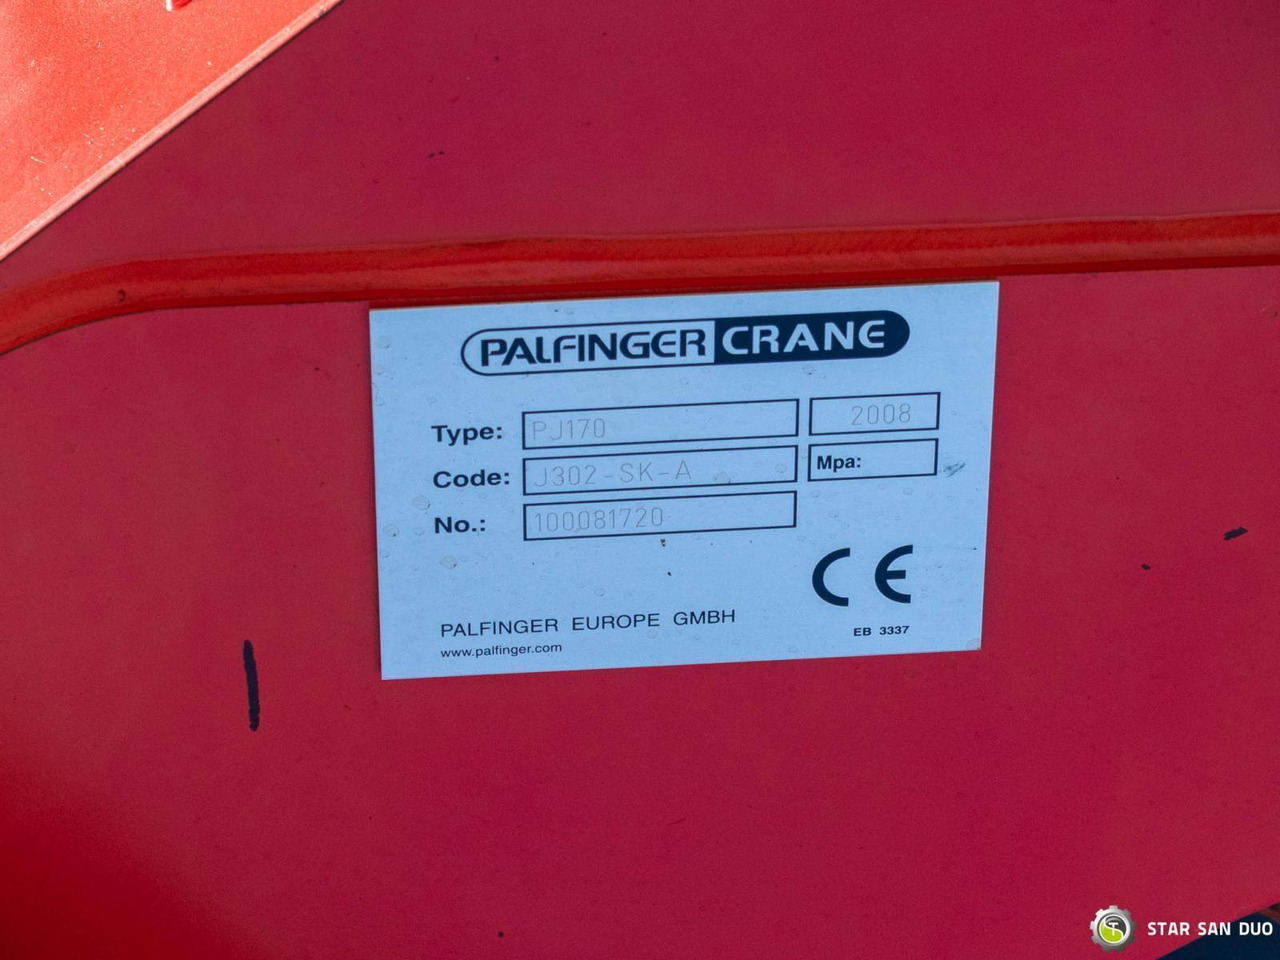 PALFINGER CRANE
Type: PJ170 2008
Code: J302-SK-A Mpa:
No.: 100081720
CE
PALFINGER EUROPE GMBH
www.palfinger.com
EB 3337
STAR SAN DUO